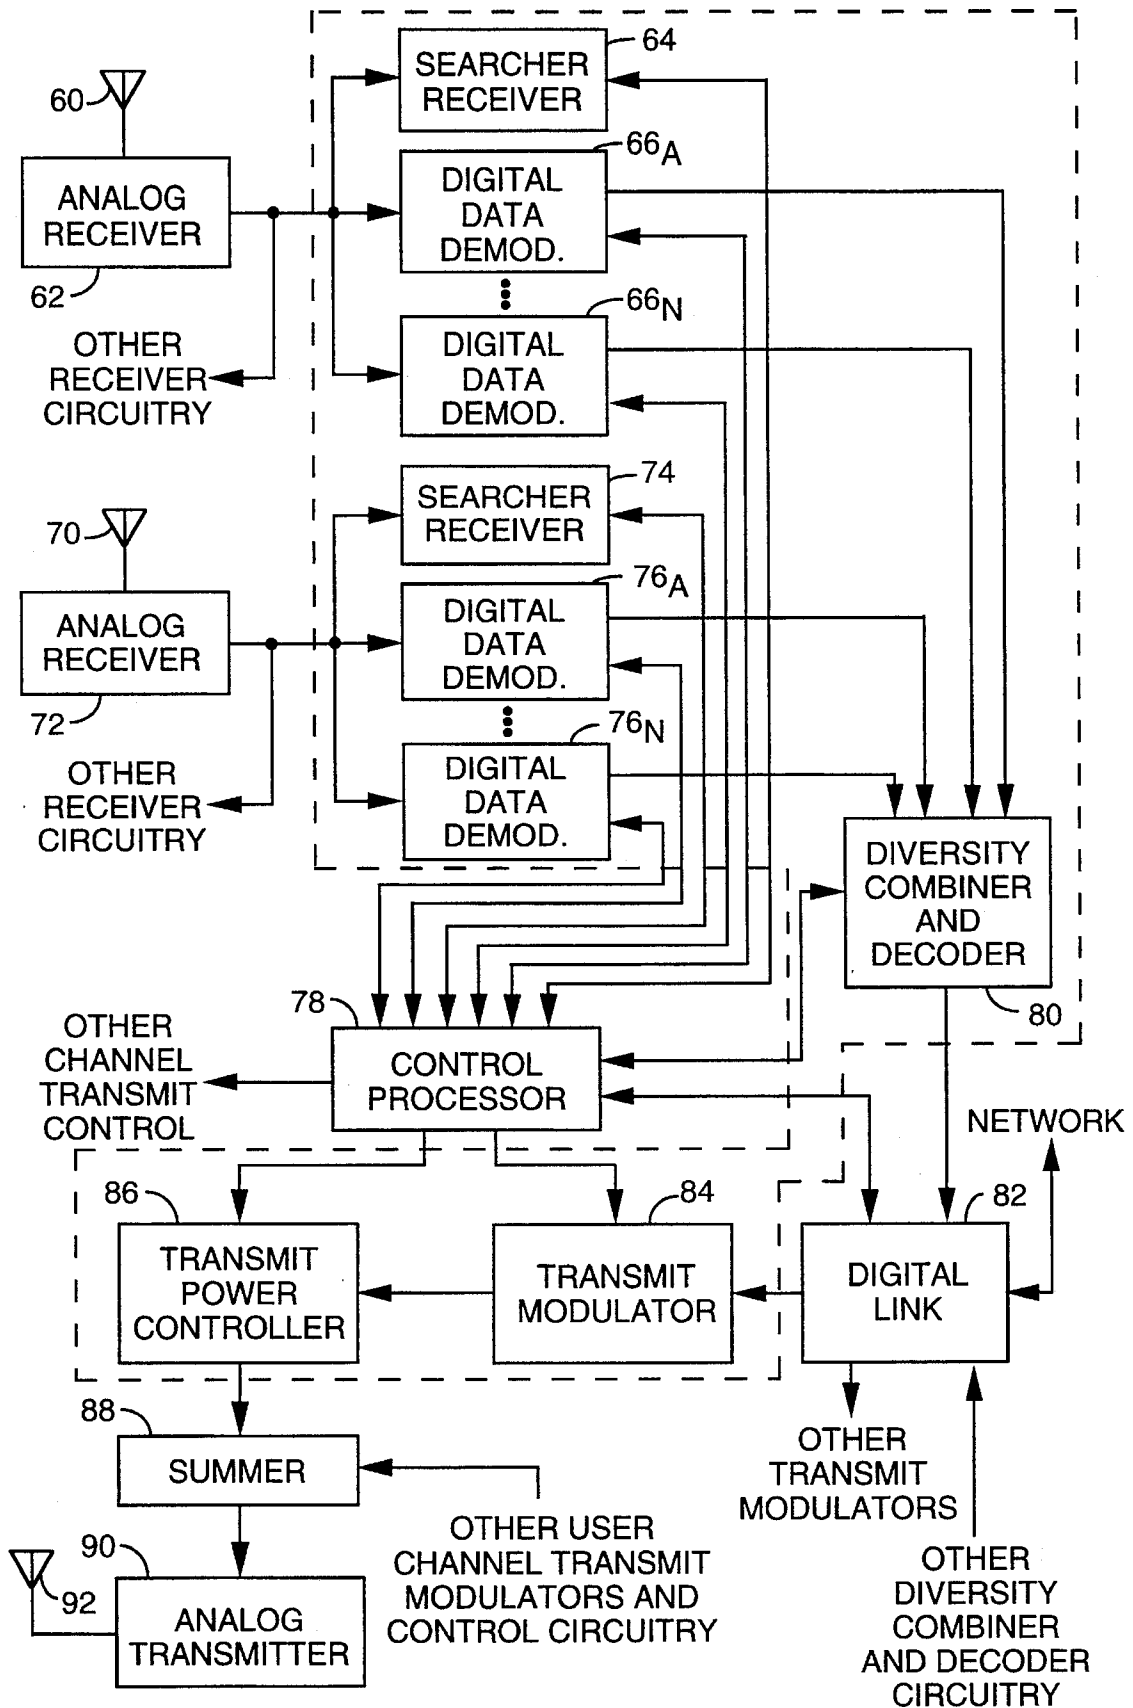 64
SEARCHER
RECEIVER
60
66A
ANALOG
RECEIVER
62
DIGITAL
DATA
DEMOD.
66N
OTHER
RECEIVER
CIRCUITRY
DIGITAL
DATA
DEMOD.
74
SEARCHER
RECEIVER
70
76A
ANALOG
RECEIVER
72
DIGITAL
DATA
DEMOD.
76N
OTHER
RECEIVER
CIRCUITRY
DIGITAL
DATA
DEMOD.
DIVERSITY
COMBINER
AND
DECODER
80
78
OTHER
CHANNEL
TRANSMIT
CONTROL
CONTROL
PROCESSOR
NETWORK
86
84
82
TRANSMIT
POWER
CONTROLLER
TRANSMIT
MODULATOR
DIGITAL
LINK
88
SUMMER
OTHER
TRANSMIT
MODULATORS
OTHER USER
CHANNEL TRANSMIT
MODULATORS AND
CONTROL CIRCUITRY
90
92
ANALOG
TRANSMITTER
OTHER
DIVERSITY
COMBINER
AND DECODER
CIRCUITRY